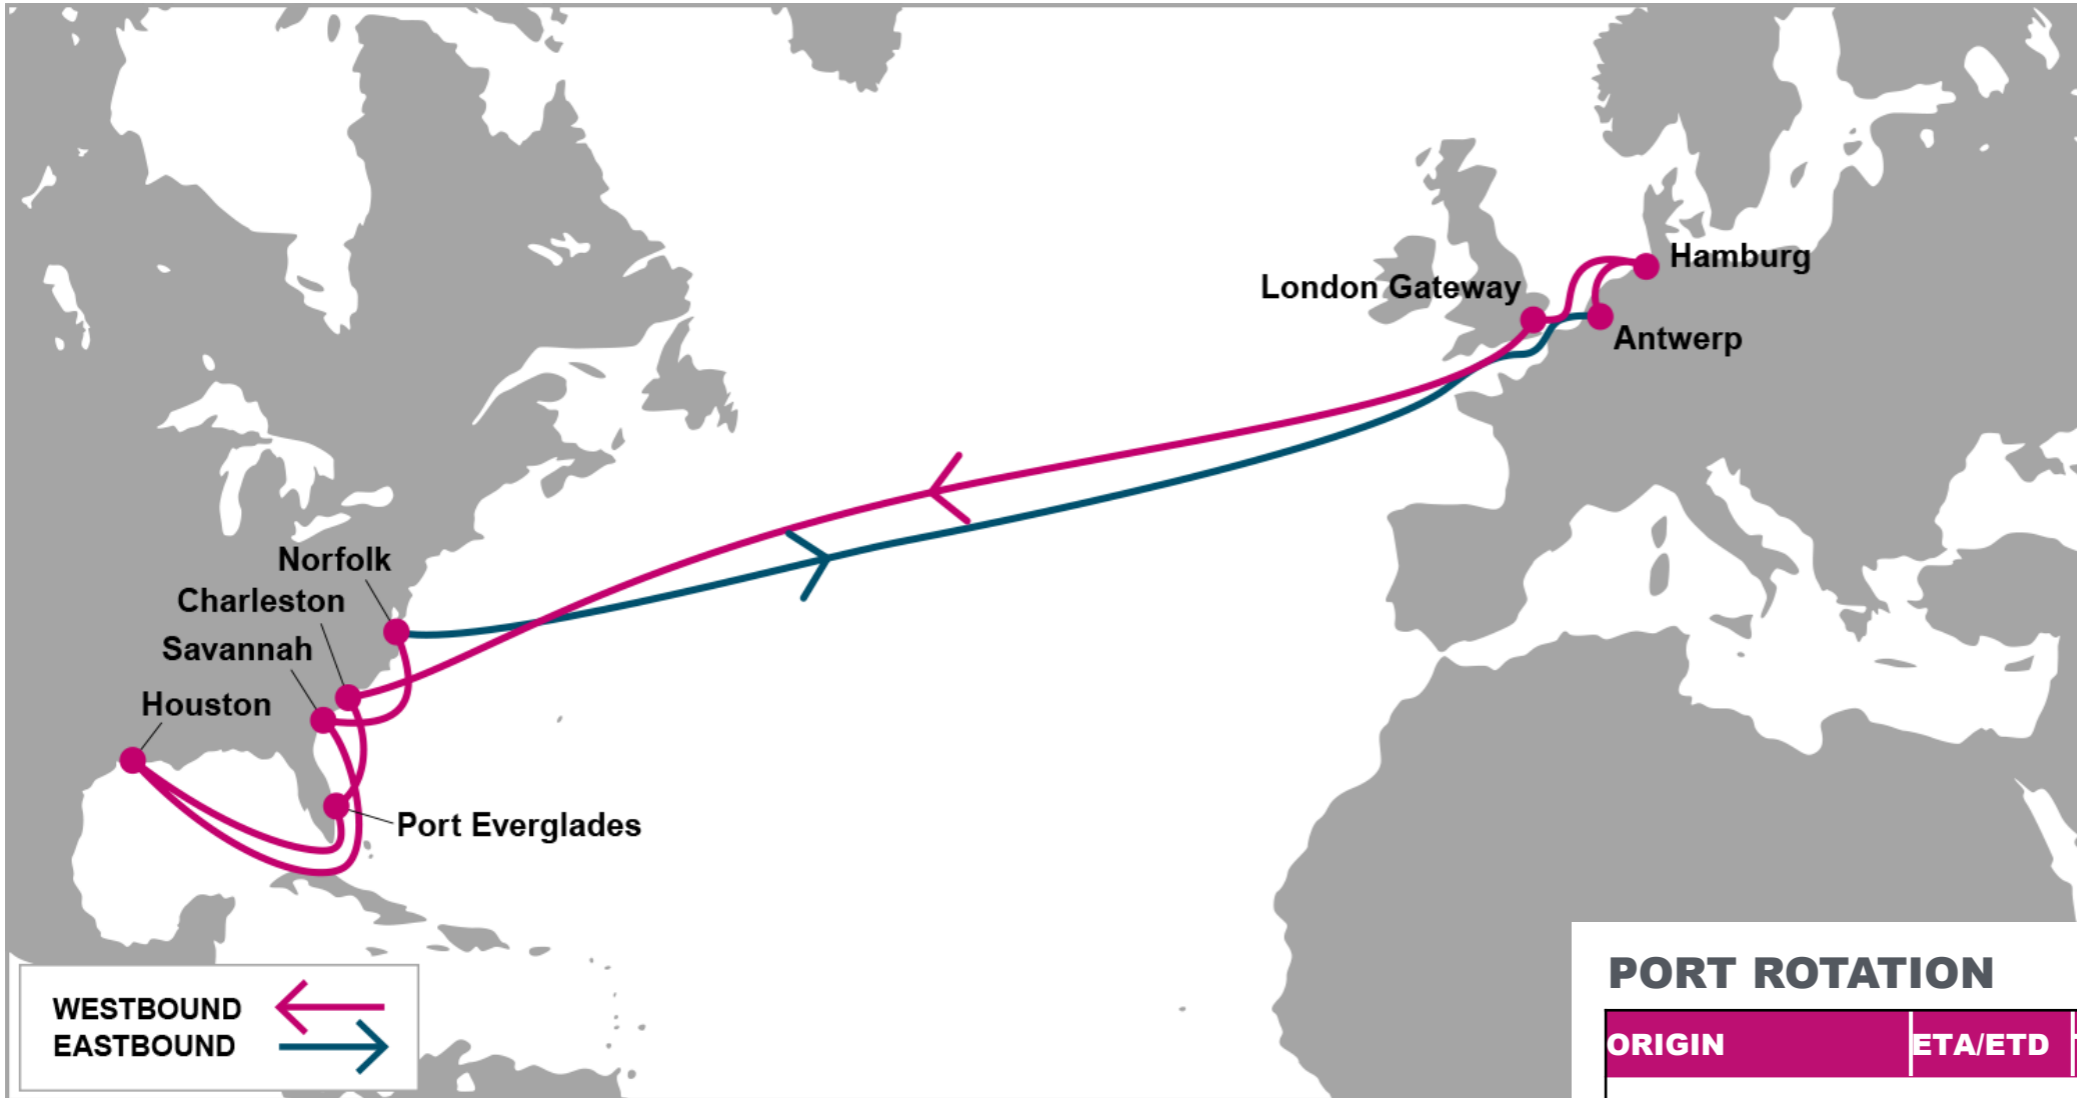 Hamburg
London Gateway
Antwerp
Norfolk
Charleston
Savannah
Houston
Port Everglades
WESTBOUND
EASTBOUND
PORT ROTATION
ORIGIN ETA/ETD